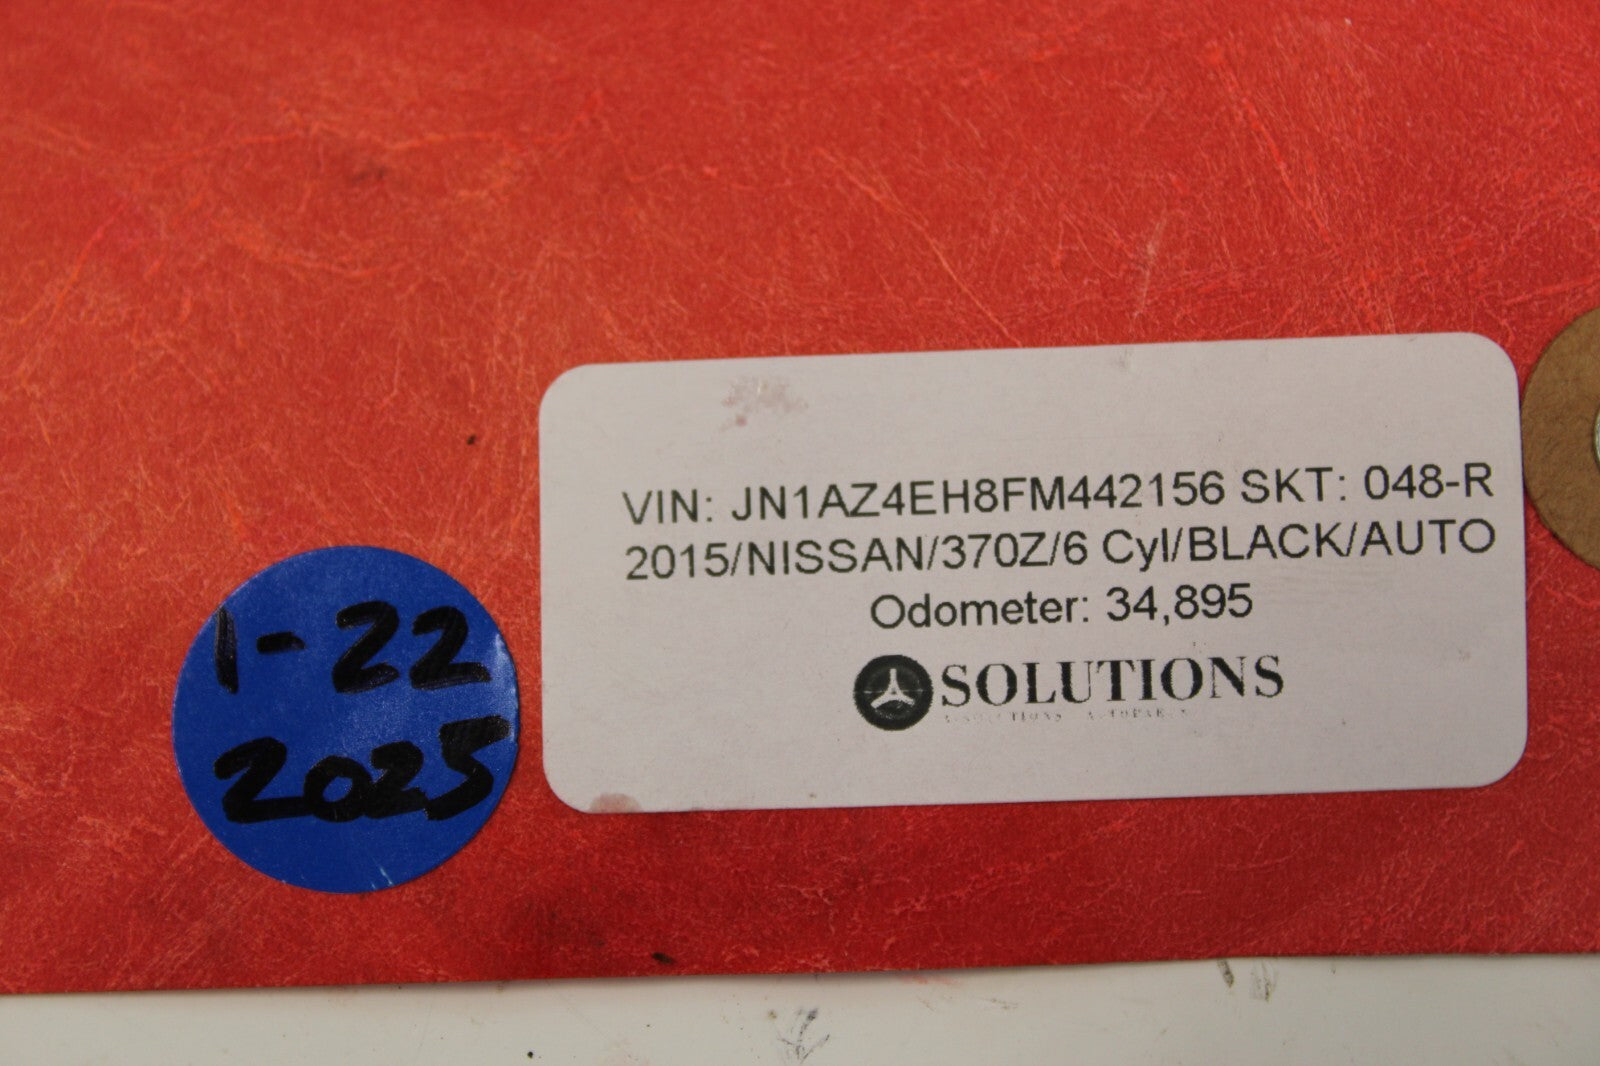 VIN: JN1AZ4EH8FM442156 SKT: 048-R
2015/NISSAN/370Z/6 Cyl/BLACK/AUTO
Odometer: 34,895
SOLUTIONS
1-22
2025